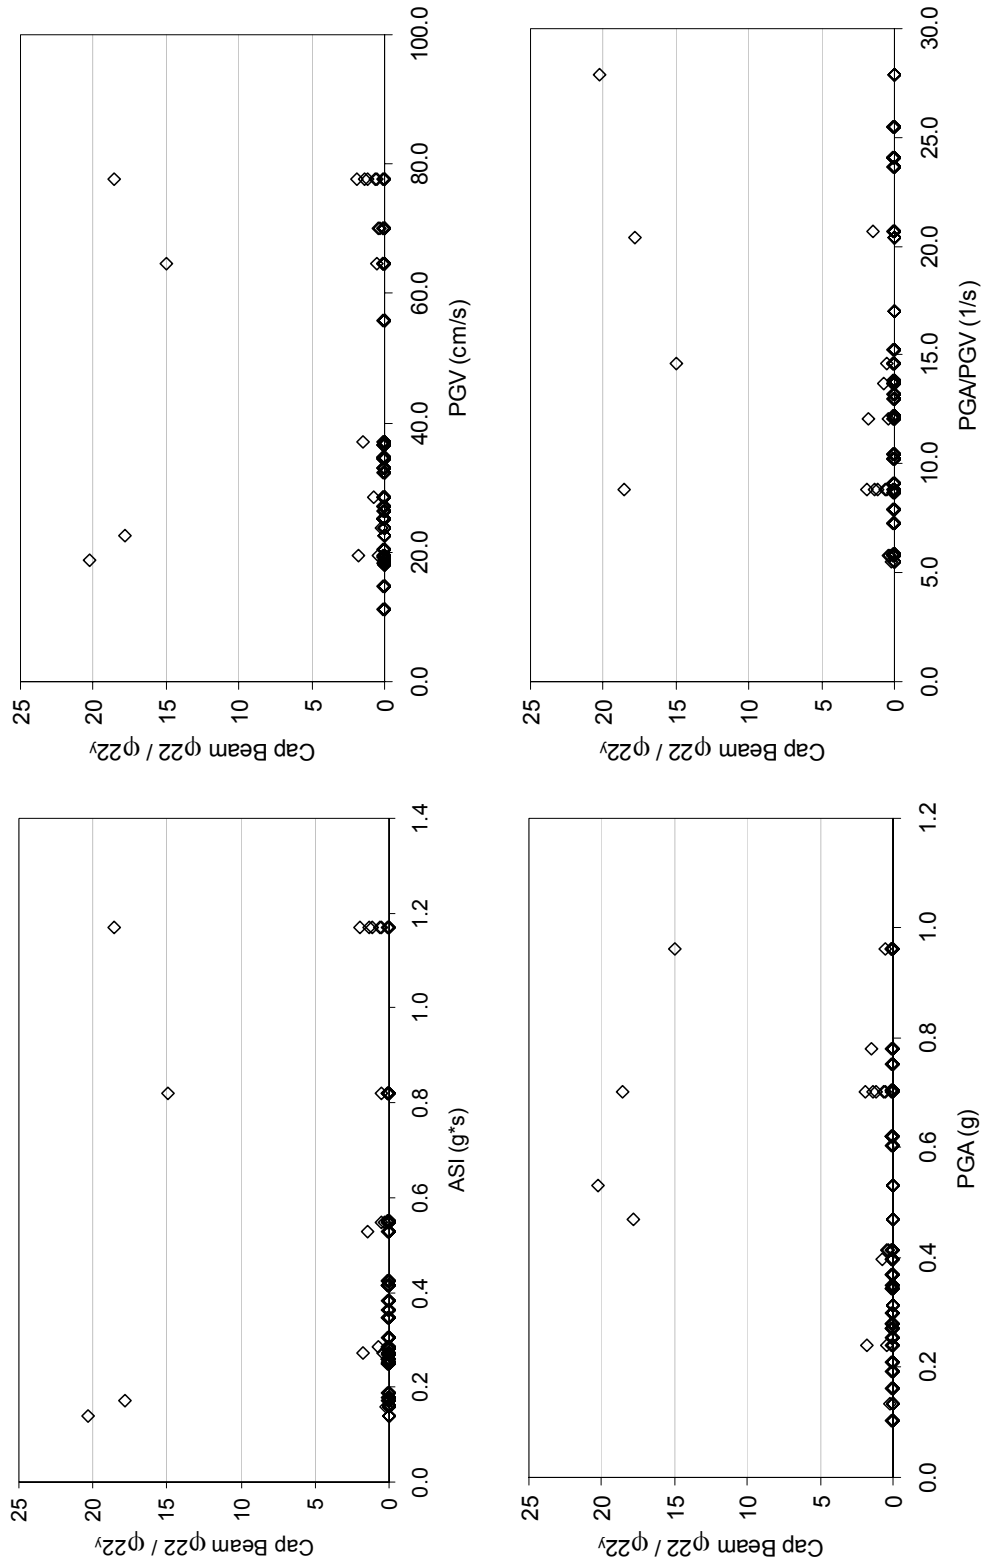 Cap Beam φ22 / φ22y
25
20
15
10
5
0
0.0 0.2 0.4 0.6 0.8 1.0 1.2 1.4
ASI (g*s)
Cap Beam φ22 / φ22y
25
20
15
10
5
0
0.0 20.0 40.0 60.0 80.0 100.0
PGV (cm/s)
Cap Beam φ22 / φ22y
25
20
15
10
5
0
0.0 0.2 0.4 0.6 0.8 1.0 1.2
PGA (g)
Cap Beam φ22 / φ22y
25
20
15
10
5
0
0.0 5.0 10.0 15.0 20.0 25.0 30.0
PGA/PGV (1/s)